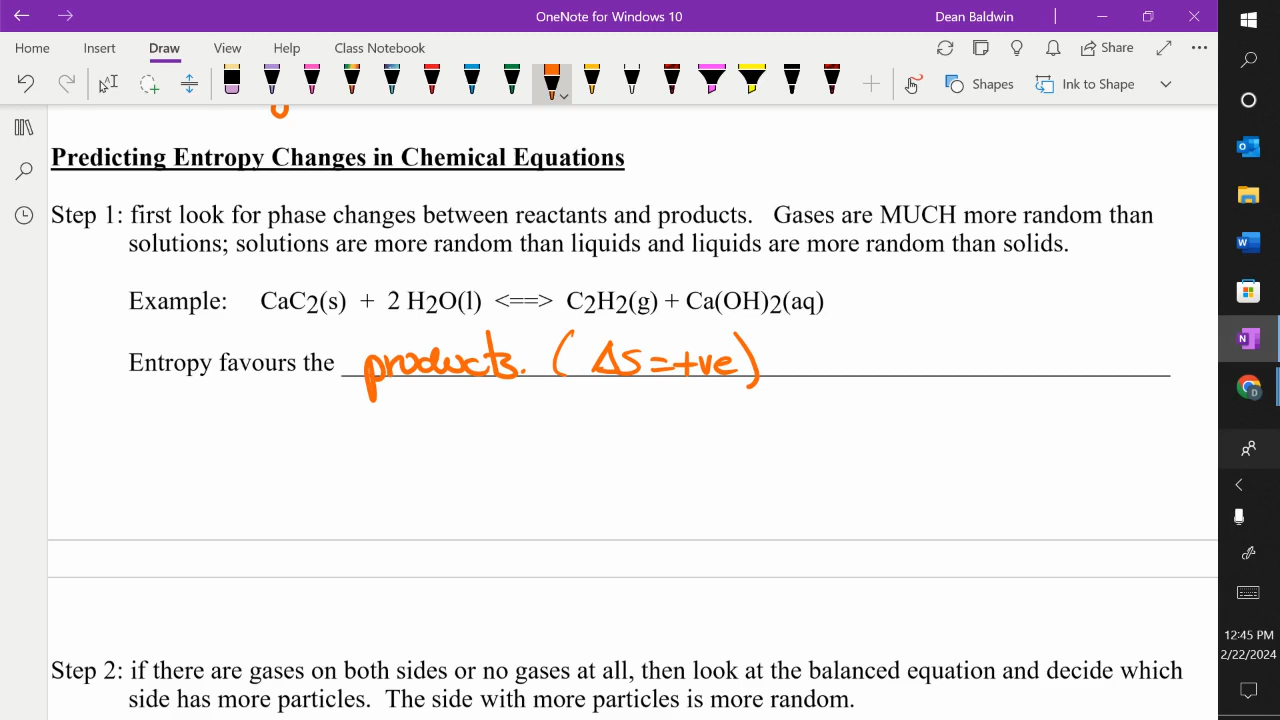 OneNote for Windows 10
Dean Baldwin
Home Insert Draw View Help Class Notebook Share
Shapes Ink to Shape
Predicting Entropy Changes in Chemical Equations
Step 1: first look for phase changes between reactants and products. Gases are MUCH more random than
solutions; solutions are more random than liquids and liquids are more random than solids.
Example: CaC2(s) + 2 H2O(l) <==> C2H2(g) + Ca(OH)2(aq)
Entropy favours the products. (ΔS=+ve)
Step 2: if there are gases on both sides or no gases at all, then look at the balanced equation and decide which
side has more particles. The side with more particles is more random.
12:45 PM
2/22/2024